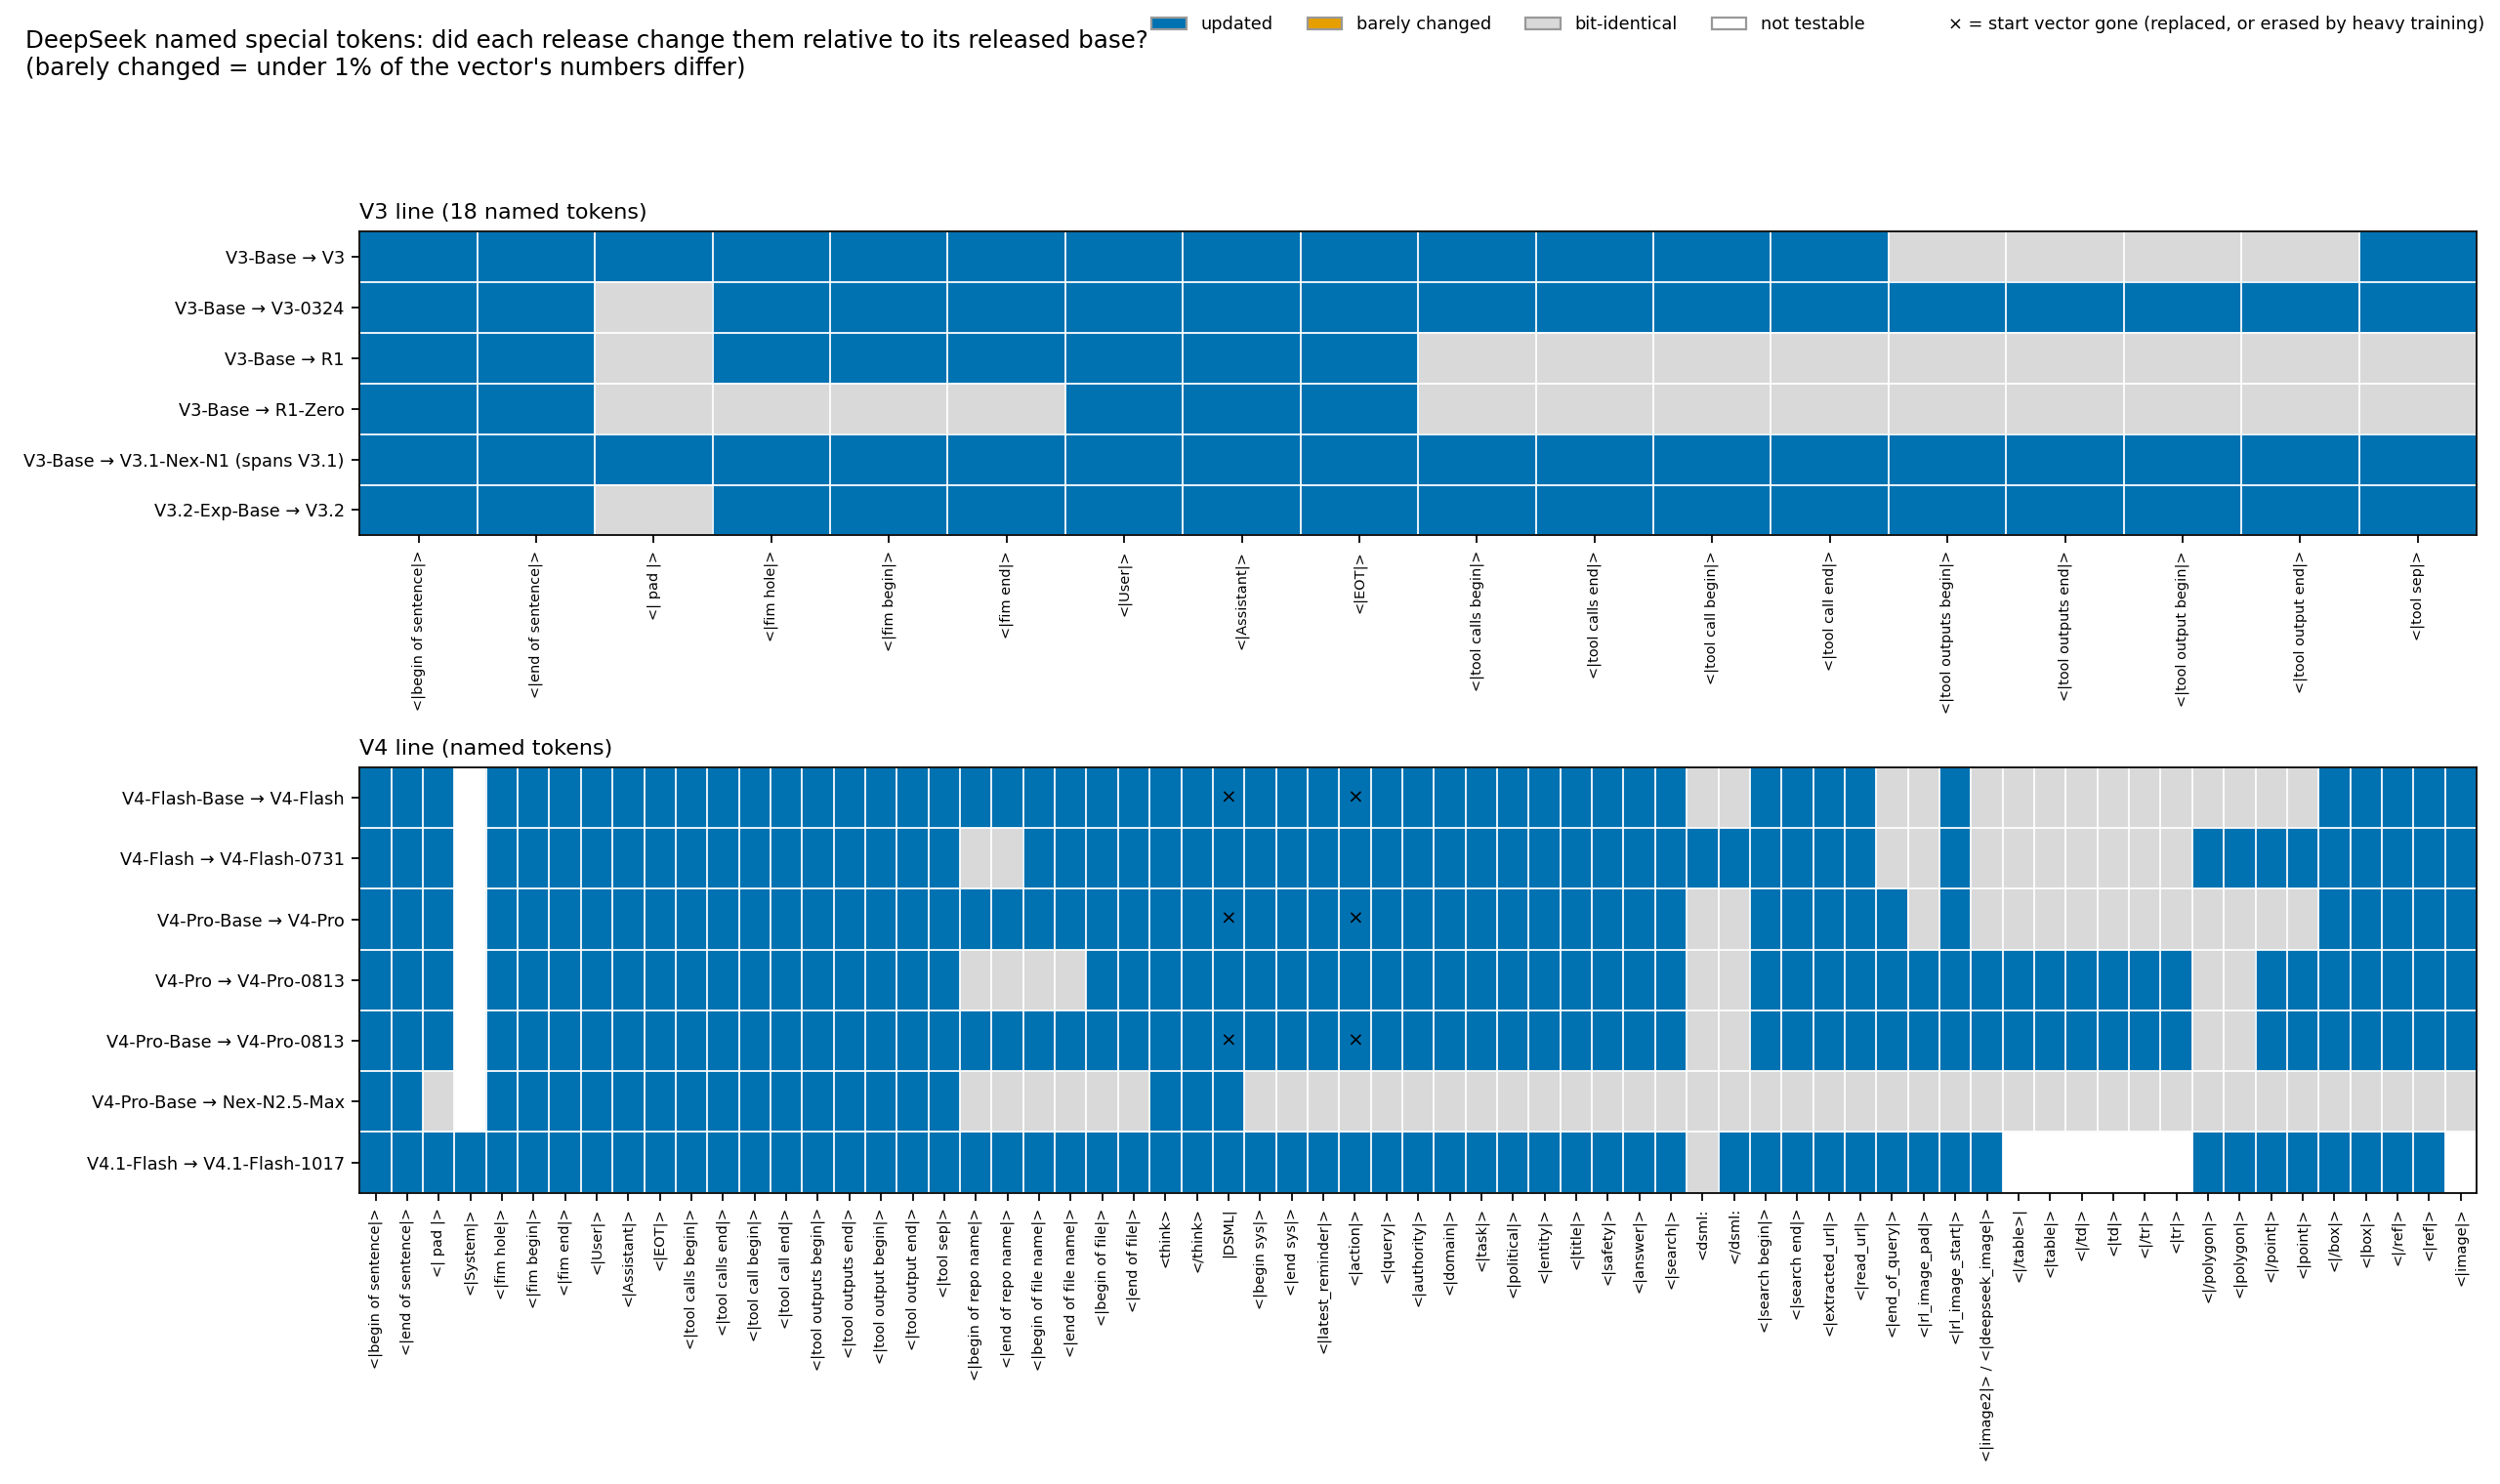 DeepSeek named special tokens: did each release change them relative to its released base?
(barely changed = under 1% of the vector's numbers differ)
updated
barely changed
bit-identical
not testable
× = start vector gone (replaced, or erased by heavy training)
V3 line (18 named tokens)
V3-Base → V3
V3-Base → V3-0324
V3-Base → R1
V3-Base → R1-Zero
V3-Base → V3.1-Nex-N1 (spans V3.1)
V3.2-Exp-Base → V3.2
<|begin of sentence|>
<|end of sentence|>
<| pad |>
<|fim hole|>
<|fim begin|>
<|fim end|>
<|User|>
<|Assistant|>
<|EOT|>
<|tool calls begin|>
<|tool calls end|>
<|tool call begin|>
<|tool call end|>
<|tool outputs begin|>
<|tool outputs end|>
<|tool output begin|>
<|tool output end|>
<|tool sep|>
V4 line (named tokens)
V4-Flash-Base → V4-Flash
× ×
V4-Flash → V4-Flash-0731
V4-Pro-Base → V4-Pro
× ×
V4-Pro → V4-Pro-0813
V4-Pro-Base → V4-Pro-0813
× ×
V4-Pro-Base → Nex-N2.5-Max
V4.1-Flash → V4.1-Flash-1017
<|begin of sentence|>
<|end of sentence|>
<| pad |>
<|System|>
<|fim hole|>
<|fim begin|>
<|fim end|>
<|User|>
<|Assistant|>
<|EOT|>
<|tool calls begin|>
<|tool calls end|>
<|tool call begin|>
<|tool call end|>
<|tool outputs begin|>
<|tool outputs end|>
<|tool output begin|>
<|tool output end|>
<|tool sep|>
<|begin of repo name|>
<|end of repo name|>
<|begin of file name|>
<|end of file name|>
<|begin of file|>
<|end of file|>
<think>
</think>
|DSML|
<|begin sys|>
<|end sys|>
<|latest_reminder|>
<|action|>
<|query|>
<|authority|>
<|domain|>
<|task|>
<|political|>
<|entity|>
<|title|>
<|safety|>
<|answer|>
<|search|>
<dsml:
</dsml:
<|search begin|>
<|search end|>
<|extracted_url|>
<|read_url|>
<|end_of_query|>
<|rl_image_pad|>
<|rl_image_start|>
<|image2|> / <|deepseek_image|>
<|/table>|
<|table|>
<|/td|>
<|td|>
<|/tr|>
<|tr|>
<|/polygon|>
<|polygon|>
<|/point|>
<|point|>
<|/box|>
<|box|>
<|/ref|>
<|ref|>
<|image|>